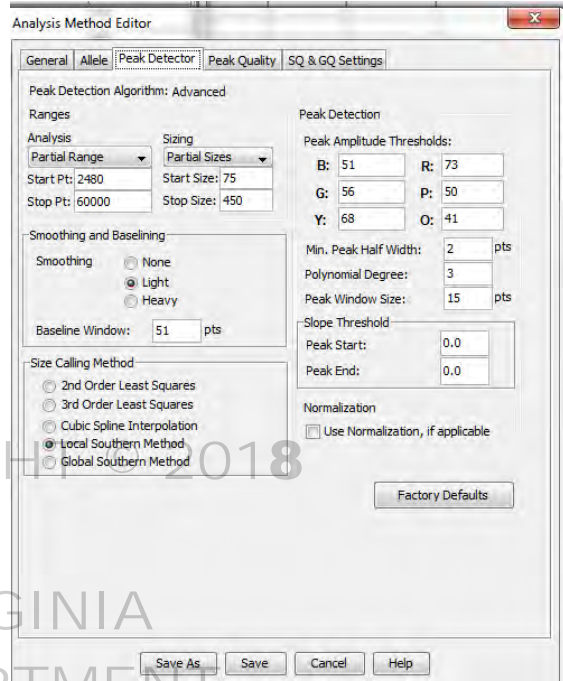 Analysis Method Editor
X
General Allele Peak Detector Peak Quality SQ & GQ Settings
Peak Detection Algorithm: Advanced
Ranges
Analysis Sizing
Partial Range Partial Sizes
Start Pt: 2480 Start Size: 75
Stop Pt: 60000 Stop Size: 450
Smoothing and Baselining
Smoothing None
Light
Heavy
Baseline Window: 51 pts
Size Calling Method
2nd Order Least Squares
3rd Order Least Squares
Cubic Spline Interpolation
Local Southern Method
Global Southern Method
Peak Detection
Peak Amplitude Thresholds:
B: 51 R: 73
G: 56 P: 50
Y: 68 O: 41
Min. Peak Half Width: 2 pts
Polynomial Degree: 3
Peak Window Size: 15 pts
Slope Threshold
Peak Start: 0.0
Peak End: 0.0
Normalization
Use Normalization, if applicable
Factory Defaults
HT © 2018
GINIA
RTMENT
Save As Save Cancel Help